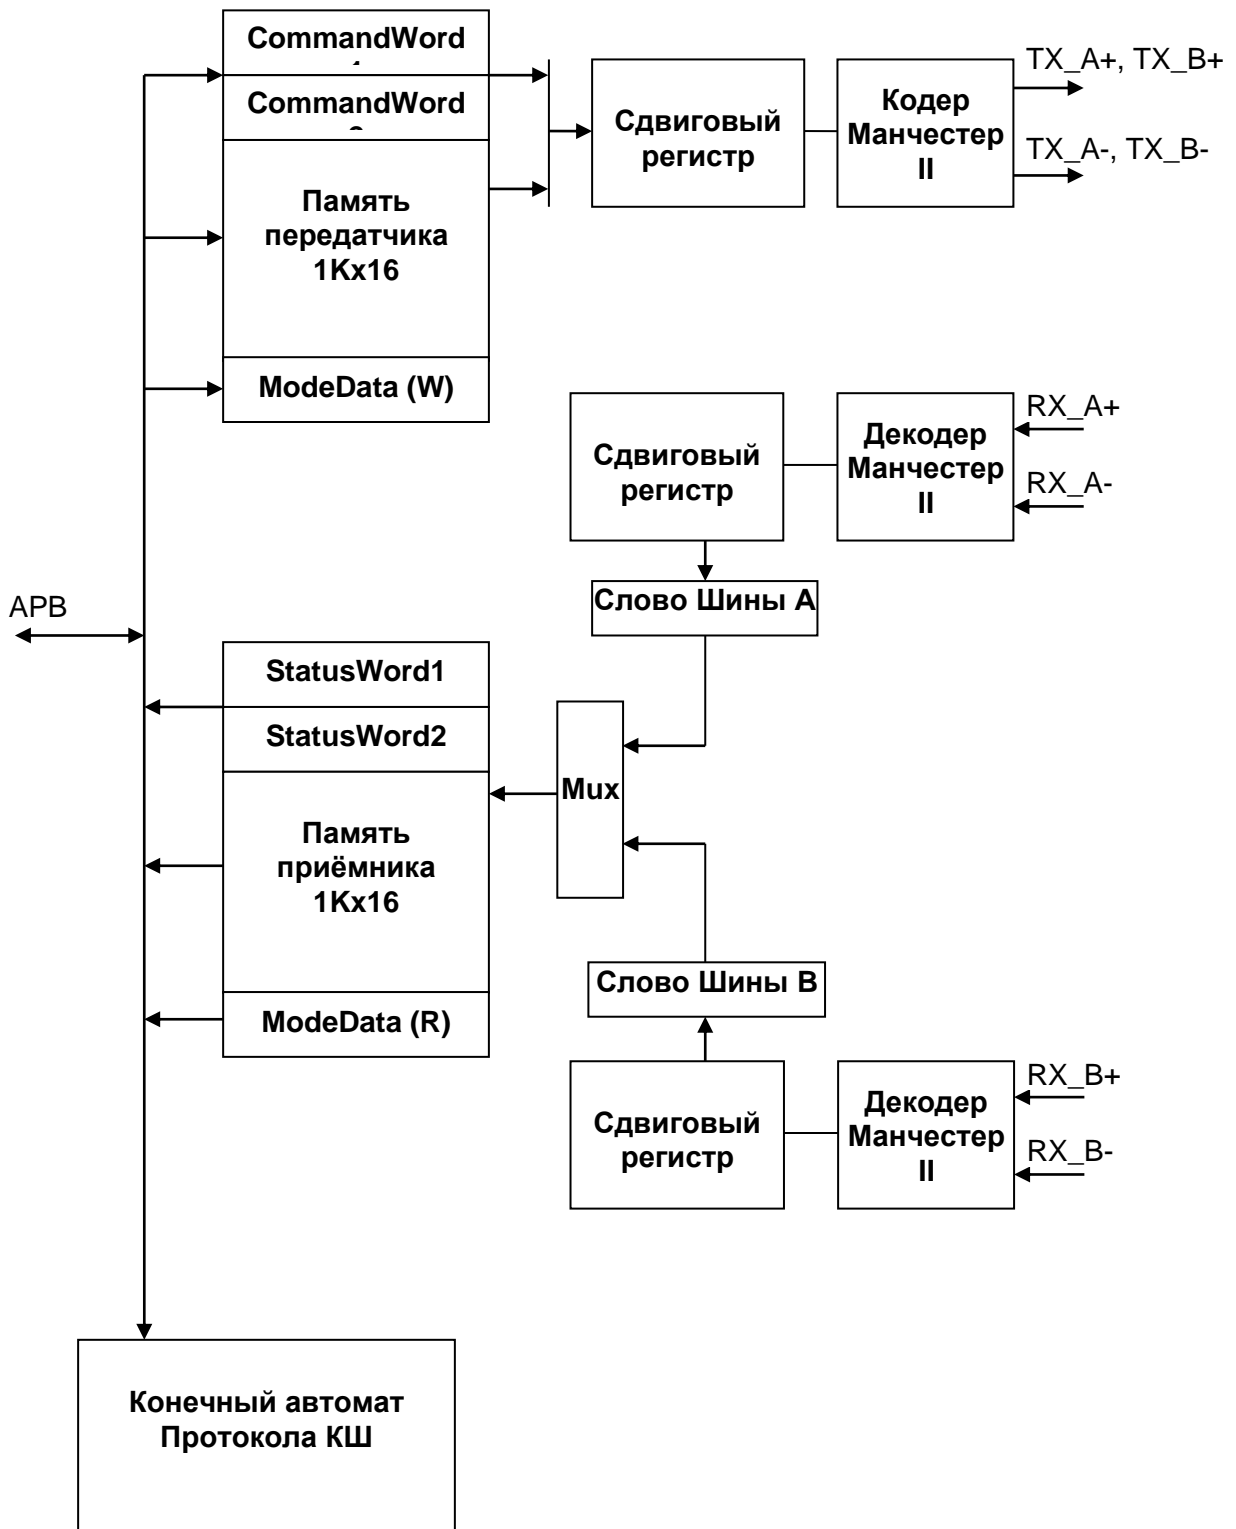 CommandWord
CommandWord
Память
передатчика
1Kx16
ModeData (W)
Сдвиговый
регистр
Кодер
Манчестер
II
TX_A+, TX_B+
TX_A-, TX_B-
Сдвиговый
регистр
Декодер
Манчестер
II
RX_A+
RX_A-
Слово Шины А
APB
StatusWord1
StatusWord2
Память
приёмника
1Kx16
ModeData (R)
Mux
Слово Шины В
Сдвиговый
регистр
Декодер
Манчестер
II
RX_B+
RX_B-
Конечный автомат
Протокола КШ